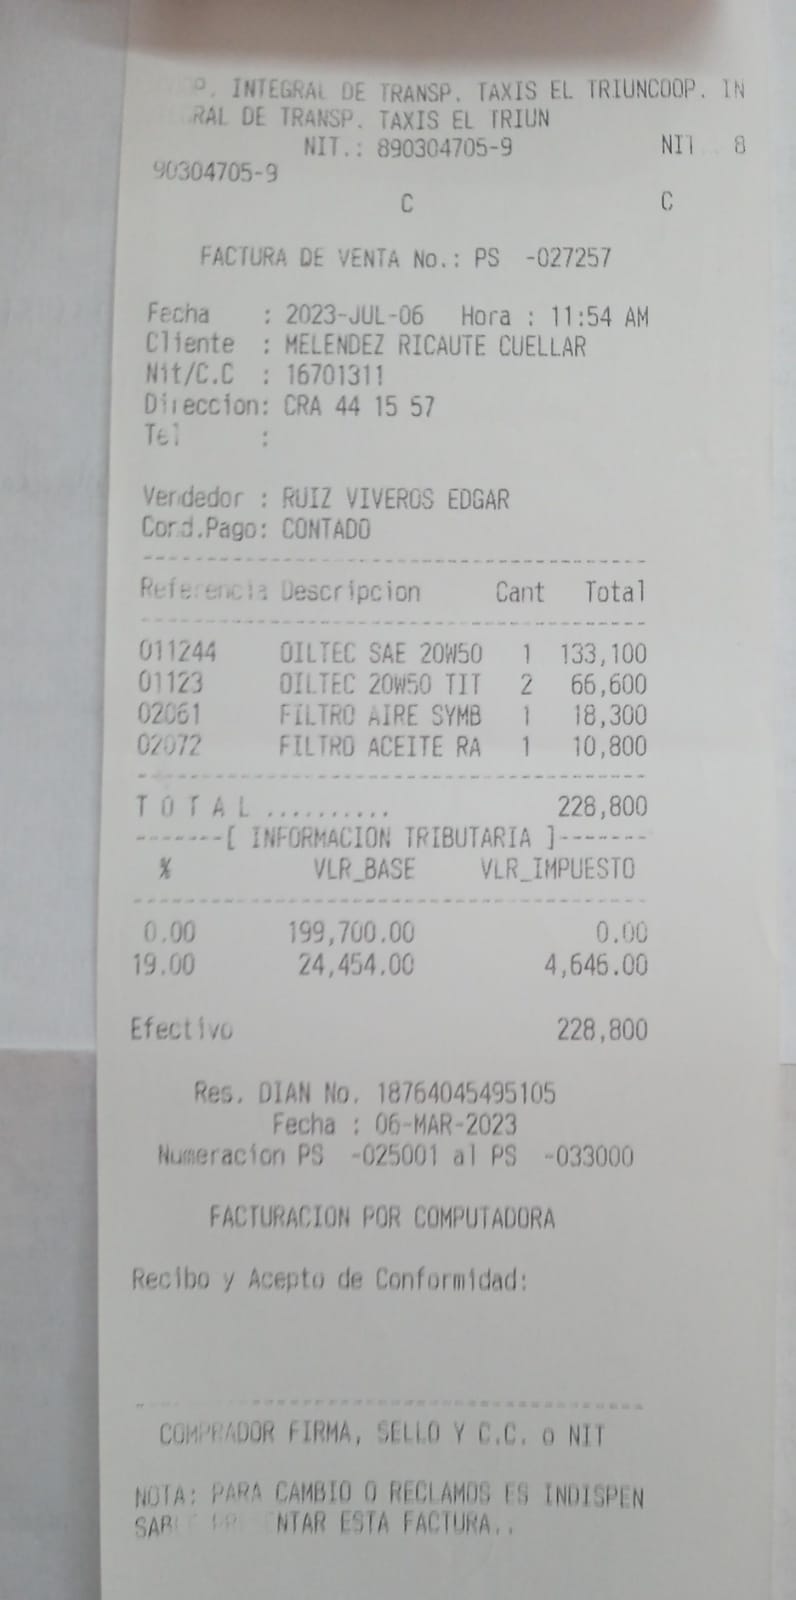 P. INTEGRAL DE TRANSP. TAXIS EL TRIUNCOOP. IN
RAL DE TRANSP. TAXIS EL TRIUN
NIT.: 890304705-9 NIT. 8
90304705-9
C C
FACTURA DE VENTA No.: PS -027257
Fecha : 2023-JUL-06 Hora : 11:54 AM
Cliente : MELENDEZ RICAUTE CUELLAR
Nit/C.C : 16701311
Direccion: CRA 44 15 57
Tel :
Vendedor : RUIZ VIVEROS EDGAR
Cond.Pago: CONTADO
Referencia Descripcion Cant Total
011244 OILTEC SAE 20W50 1 133,100
01123 OILTEC 20W50 TIT 2 66,600
02061 FILTRO AIRE SYMB 1 18,300
02072 FILTRO ACEITE RA 1 10,800
T O T A L .......... 228,800
-------[ INFORMACION TRIBUTARIA ]-------
% VLR_BASE VLR_IMPUESTO
0.00 199,700.00 0.00
19.00 24,454.00 4,646.00
Efectivo 228,800
Res. DIAN No. 18764045495105
Fecha : 06-MAR-2023
Numeracion PS -025001 al PS -033000
FACTURACION POR COMPUTADORA
Recibo y Acepto de Conformidad:
COMPRADOR FIRMA, SELLO Y C.C. o NIT
NOTA: PARA CAMBIO O RECLAMOS ES INDISPEN
SABLE PRESENTAR ESTA FACTURA..